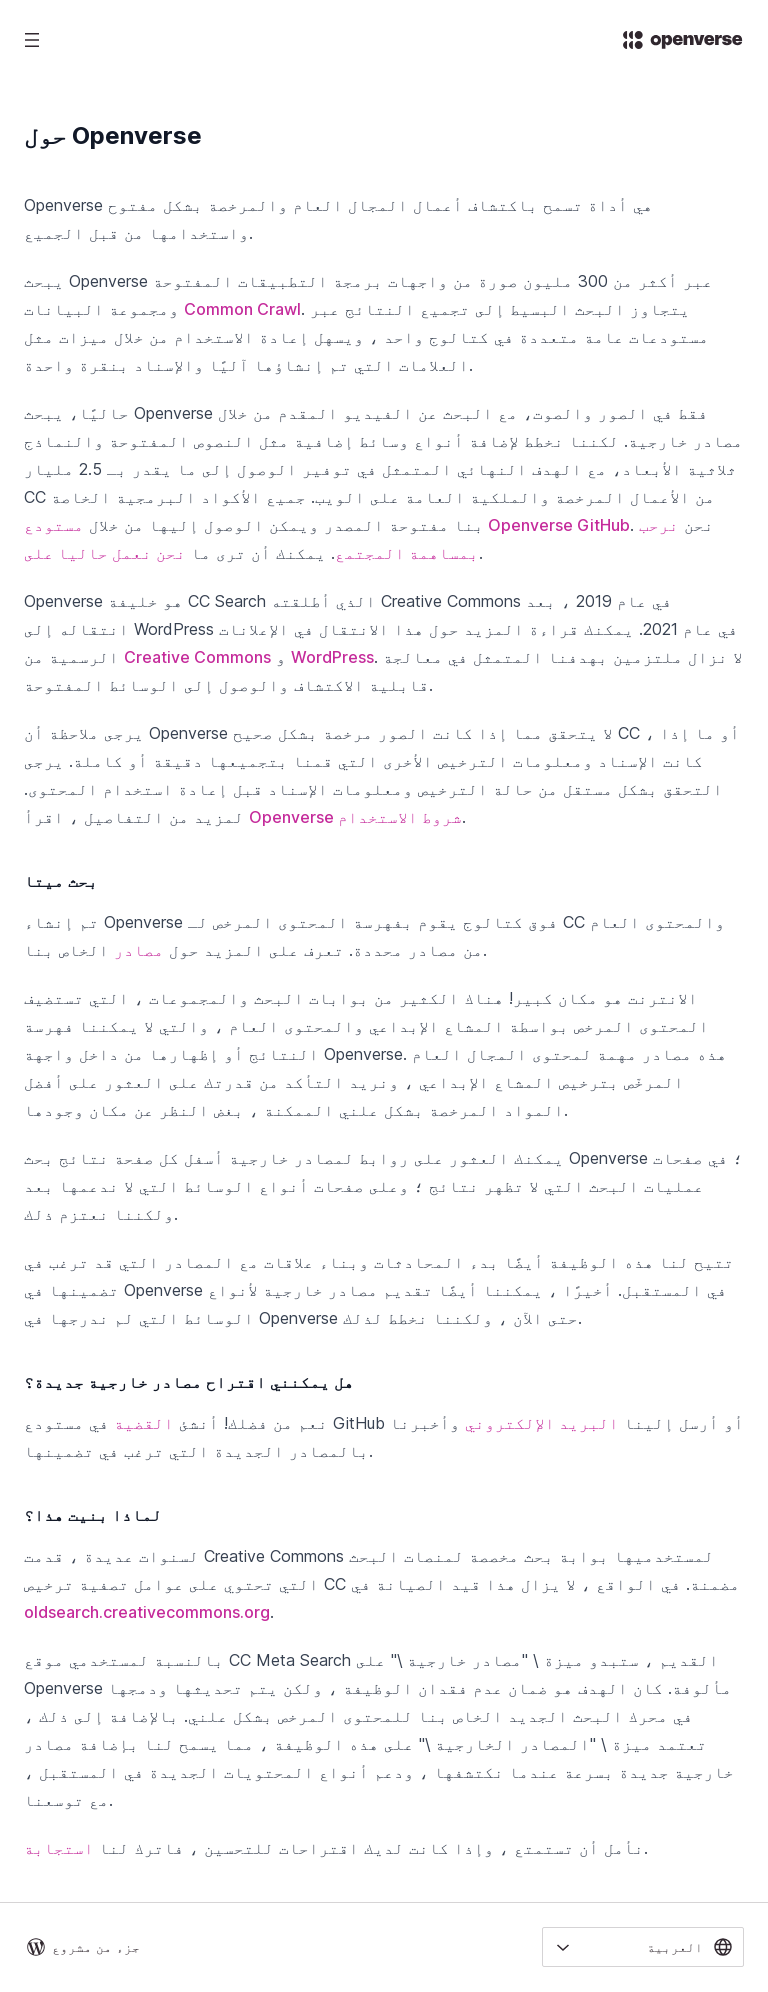 openverse
حول Openverse
Openverse هي أداة تسمح باكتشاف أعمال المجال العام والمرخصة بشكل مفتوح
واستخدامها من قبل الجميع.
يبحث Openverse عبر أكثر من 300 مليون صورة من واجهات برمجة التطبيقات المفتوحة
ومجموعة البيانات Common Crawl. يتجاوز البحث البسيط إلى تجميع النتائج عبر
مستودعات عامة متعددة في كتالوج واحد ، ويسهل إعادة الاستخدام من خلال ميزات مثل
العلامات التي تم إنشاؤها آليًا والإسناد بنقرة واحدة.
حاليًا، يبحث Openverse فقط في الصور والصوت، مع البحث عن الفيديو المقدم من خلال
مصادر خارجية. لكننا نخطط لإضافة أنواع وسائط إضافية مثل النصوص المفتوحة والنماذج
ثلاثية الأبعاد، مع الهدف النهائي المتمثل في توفير الوصول إلى ما يقدر بـ 2.5 مليار
CC من الأعمال المرخصة والملكية العامة على الويب. جميع الأكواد البرمجية الخاصة
بنا مفتوحة المصدر ويمكن الوصول إليها من خلال مستودع Openverse GitHub. نحن نرحب
بمساهمة المجتمع. يمكنك أن ترى ما نحن نعمل حاليا على.
Openverse هو خليفة CC Search الذي أطلقته Creative Commons في عام 2019 ، بعد
انتقاله إلى WordPress في عام 2021. يمكنك قراءة المزيد حول هذا الانتقال في الإعلانات
الرسمية من Creative Commons و WordPress. لا نزال ملتزمين بهدفنا المتمثل في معالجة
قابلية الاكتشاف والوصول إلى الوسائط المفتوحة.
يرجى ملاحظة أن Openverse لا يتحقق مما إذا كانت الصور مرخصة بشكل صحيح CC ، أو ما إذا
كانت الإسناد ومعلومات الترخيص الأخرى التي قمنا بتجميعها دقيقة أو كاملة. يرجى
التحقق بشكل مستقل من حالة الترخيص ومعلومات الإسناد قبل إعادة استخدام المحتوى.
لمزيد من التفاصيل ، اقرأ Openverse شروط الاستخدام.
بحث ميتا
تم إنشاء Openverse فوق كتالوج يقوم بفهرسة المحتوى المرخص لـ CC والمحتوى العام
من مصادر محددة. تعرف على المزيد حول مصادر الخاص بنا.
الانترنت هو مكان كبير! هناك الكثير من بوابات البحث والمجموعات ، التي تستضيف
المحتوى المرخص بواسطة المشاع الإبداعي والمحتوى العام ، والتي لا يمكننا فهرسة
النتائج أو إظهارها من داخل واجهة Openverse. هذه مصادر مهمة لمحتوى المجال العام
المرخّص بترخيص المشاع الإبداعي ، ونريد التأكد من قدرتك على العثور على أفضل
المواد المرخصة بشكل علني الممكنة ، بغض النظر عن مكان وجودها.
يمكنك العثور على روابط لمصادر خارجية أسفل كل صفحة نتائج بحث Openverse ؛ في صفحات
عمليات البحث التي لا تظهر نتائج ؛ وعلى صفحات أنواع الوسائط التي لا ندعمها بعد
ولكننا نعتزم ذلك.
تتيح لنا هذه الوظيفة أيضًا بدء المحادثات وبناء علاقات مع المصادر التي قد ترغب في
تضمينها في Openverse في المستقبل. أخيرًا ، يمكننا أيضًا تقديم مصادر خارجية لأنواع
الوسائط التي لم ندرجها في Openverse حتى الآن ، ولكننا نخطط لذلك.
هل يمكنني اقتراح مصادر خارجية جديدة؟
نعم من فضلك! أنشئ القضية في مستودع GitHub أو أرسل إلينا البريد الإلكتروني وأخبرنا
بالمصادر الجديدة التي ترغب في تضمينها.
لماذا بنيت هذا؟
لسنوات عديدة ، قدمت Creative Commons لمستخدميها بوابة بحث مخصصة لمنصات البحث
التي تحتوي على عوامل تصفية ترخيص CC مضمنة. في الواقع ، لا يزال هذا قيد الصيانة في
oldsearch.creativecommons.org.
بالنسبة لمستخدمي موقع CC Meta Search القديم ، ستبدو ميزة \ "مصادر خارجية \" على
Openverse مألوفة. كان الهدف هو ضمان عدم فقدان الوظيفة ، ولكن يتم تحديثها ودمجها
في محرك البحث الجديد الخاص بنا للمحتوى المرخص بشكل علني. بالإضافة إلى ذلك ،
تعتمد ميزة \ "المصادر الخارجية \" على هذه الوظيفة ، مما يسمح لنا بإضافة مصادر
خارجية جديدة بسرعة عندما نكتشفها ، ودعم أنواع المحتويات الجديدة في المستقبل ،
مع توسعنا.
نأمل أن تستمتع ، وإذا كانت لديك اقتراحات للتحسين ، فاترك لنا استجابة.
العربية
جزء من مشروع